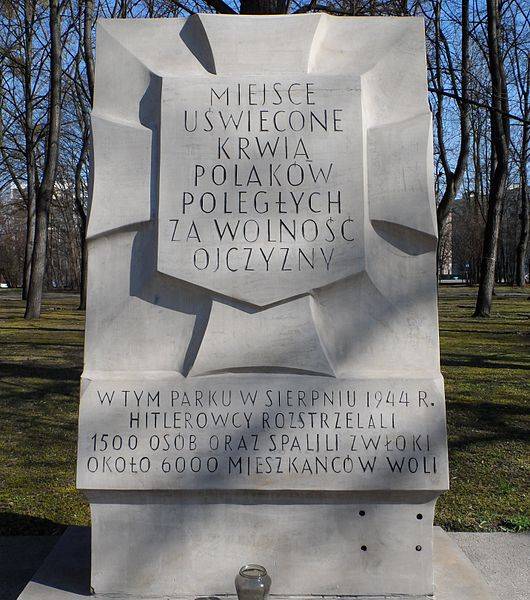 MIEJSCE
UŚWIĘCONE
KRWIĄ
POLAKÓW
POLEGŁYCH
ZA WOLNOŚĆ
OJCZYZNY
W TYM PARKU W SIERPNIU 1944 R.
HITLEROWCY ROZSTRZELALI
1500 OSÓB ORAZ SPALILI ZWŁOKI
OKOŁO 6000 MIESZKAŃCÓW WOLI